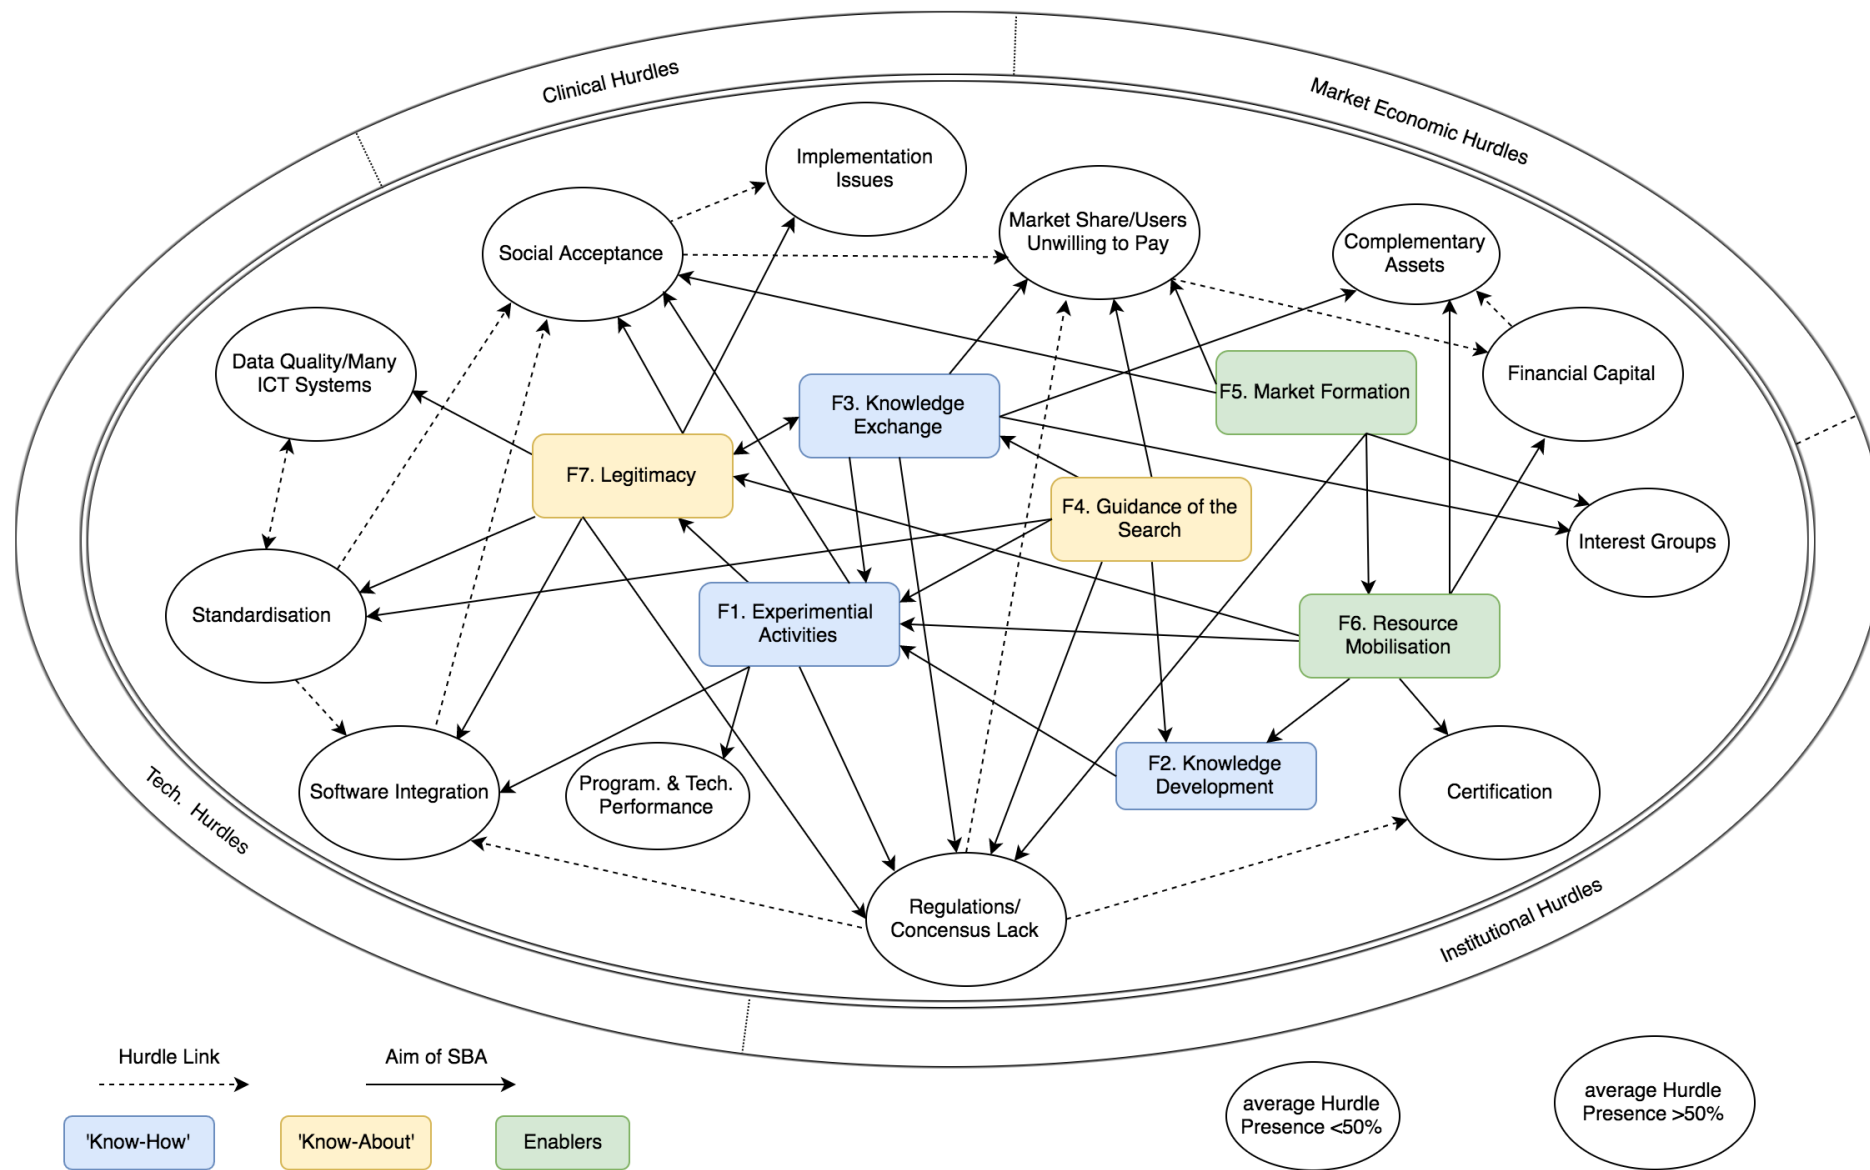 Clinical Hurdles
Market Economic Hurdles
Implementation
Issues
Social Acceptance
Market Share/Users
Unwilling to Pay
Complementary
Assets
Data Quality/Many
ICT Systems
Financial Capital
F3. Knowledge
Exchange
F5. Market Formation
F7. Legitimacy
F4. Guidance of the
Search
Interest Groups
Standardisation
F1. Experimential
Activities
F6. Resource
Mobilisation
Tech. Hurdles
Software Integration
Program. & Tech.
Performance
F2. Knowledge
Development
Certification
Regulations/
Concensus Lack
Institutional Hurdles
Hurdle Link
Aim of SBA
'Know-How'
'Know-About'
Enablers
average Hurdle
Presence <50%
average Hurdle
Presence >50%